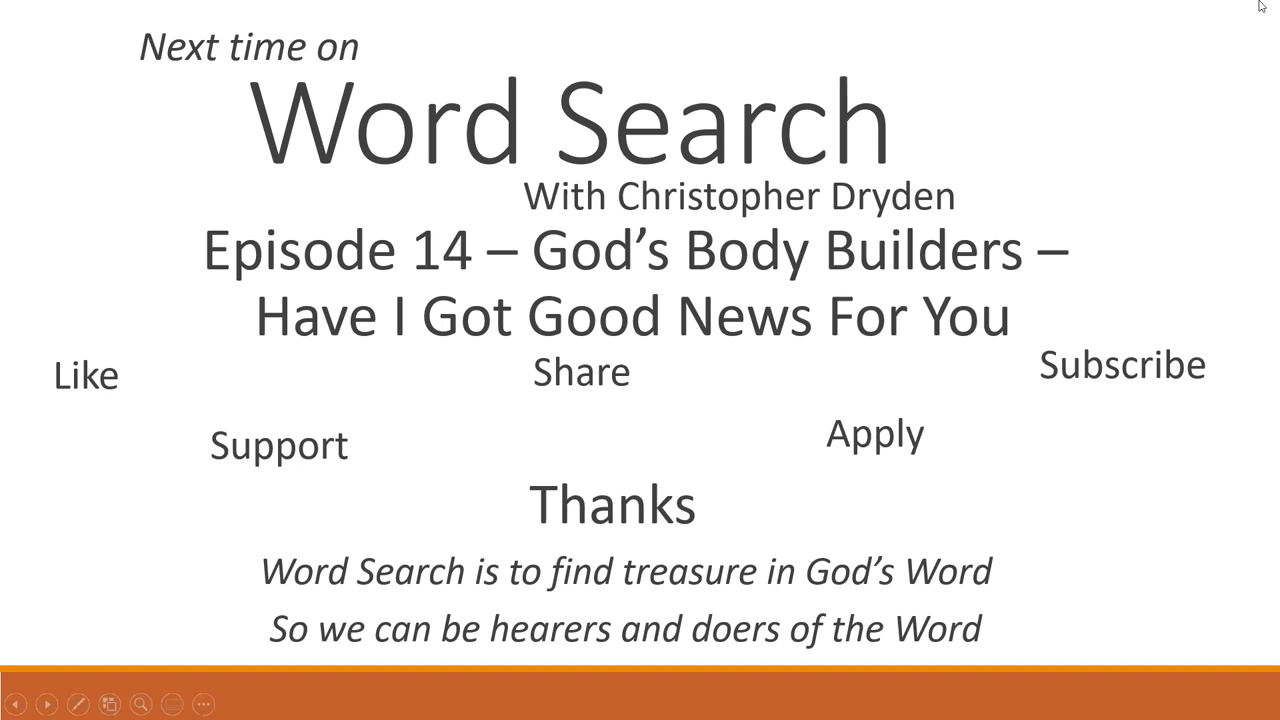 Next time on
Word Search
With Christopher Dryden
Episode 14 – God’s Body Builders –
Have I Got Good News For You
Like
Share
Subscribe
Support
Apply
Thanks
Word Search is to find treasure in God’s Word
So we can be hearers and doers of the Word